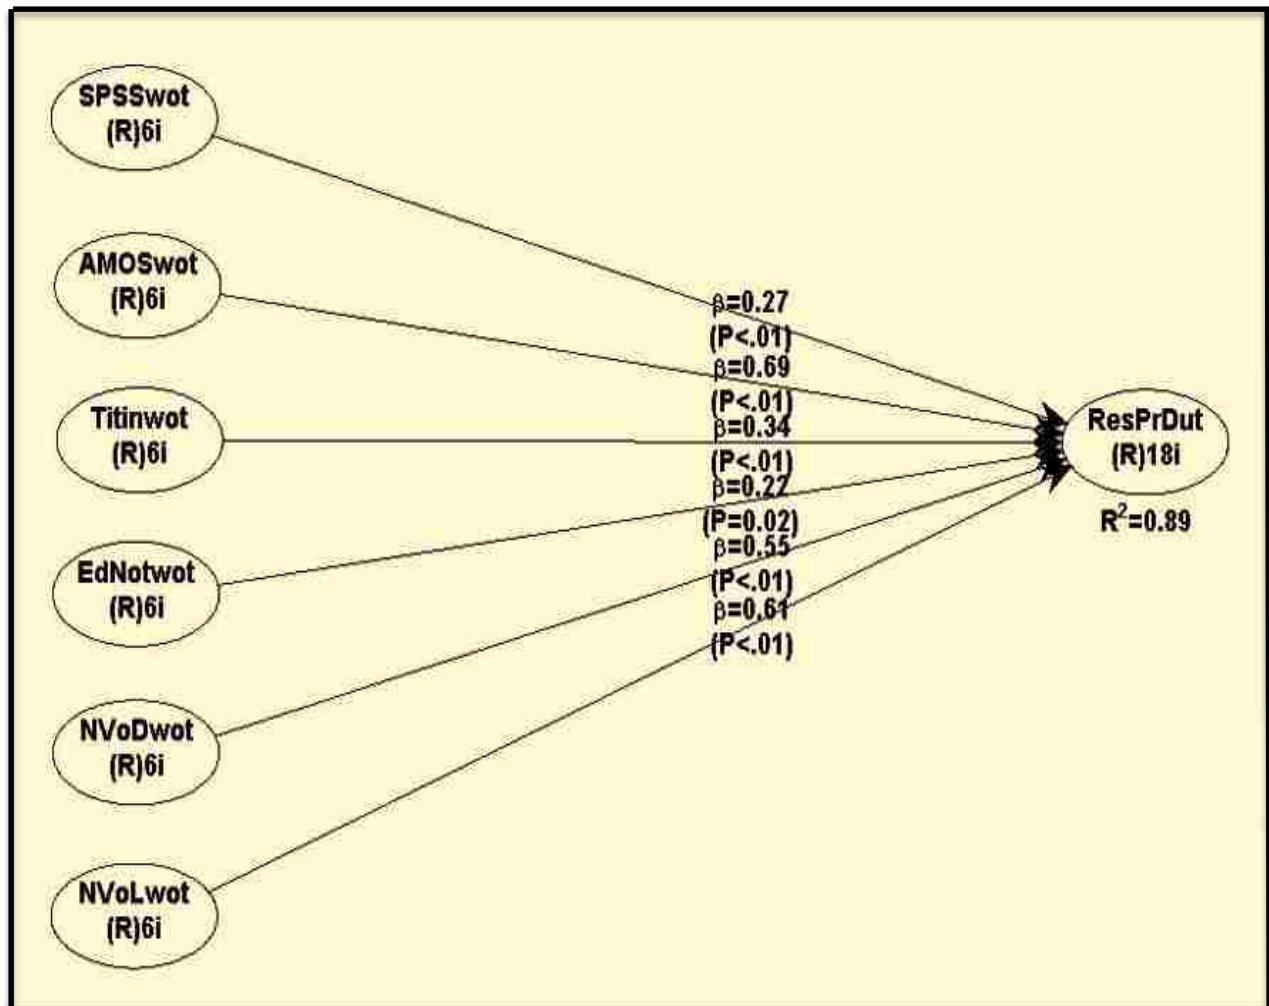 SPSSwot
(R)6i
AMOSwot
(R)6i
Titinwot
(R)6i
EdNotwot
(R)6i
NVoDwot
(R)6i
NVoLwot
(R)6i
β=0.27
(P<.01)
β=0.69
(P<.01)
β=0.34
(P<.01)
β=0.22
(P=0.02)
β=0.55
(P<.01)
β=0.61
(P<.01)
ResPrDut
(R)18i
R²=0.89